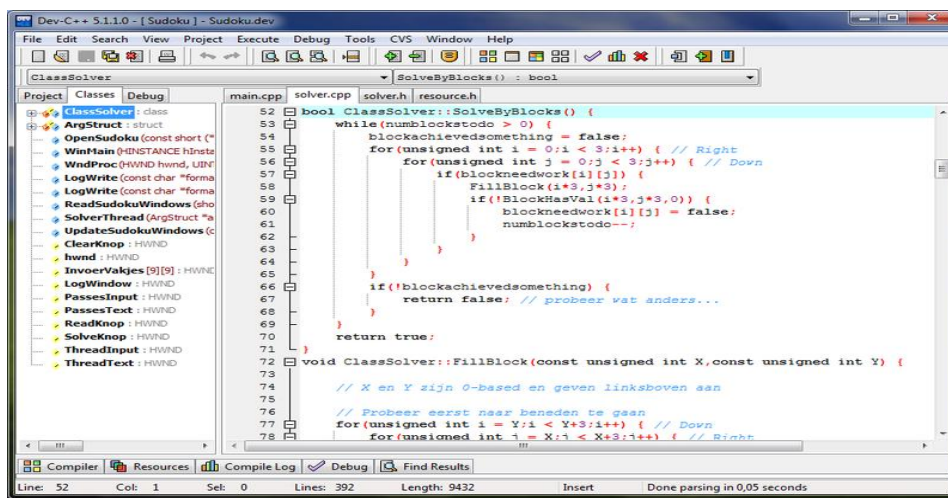 Dev-C++ 5.1.1.0 - [ Sudoku ] - Sudoku.dev
File Edit Search View Project Execute Debug Tools CVS Window Help
ClassSolver SolveByBlocks () : bool
Project Classes Debug main.cpp solver.cpp solver.h resource.h
ClassSolver : class
ArgStruct : struct
OpenSudoku (const short (*
WinMain (HINSTANCE hInsta
WndProc (HWND hwnd, UIN
LogWrite (const char *forma
LogWrite (const char *forma
ReadSudokuWindows (sho
SolverThread (ArgStruct *a
UpdateSudokuWindows (c
ClearKnop : HWND
hwnd : HWND
InvoerVakjes [9][9] : HWND
LogWindow : HWND
PassesInput : HWND
PassesText : HWND
ReadKnop : HWND
SolveKnop : HWND
ThreadInput : HWND
ThreadText : HWND
52 bool ClassSolver::SolveByBlocks() {
53 while(numblockstodo > 0) {
54 blockachievedsomething = false;
55 for(unsigned int i = 0;i < 3;i++) { // Right
56 for(unsigned int j = 0;j < 3;j++) { // Down
57 if(blockneedwork[i][j]) {
58 FillBlock(i*3,j*3);
59 if(!BlockHasVal(i*3,j*3,0)) {
60 blockneedwork[i][j] = false;
61 numblockstodo--;
62 }
63 }
64 }
65 }
66 if(!blockachievedsomething) {
67 return false; // probeer wat anders...
68 }
69 }
70 return true;
71 }
72 void ClassSolver::FillBlock(const unsigned int X,const unsigned int Y) {
73
74 // X en Y zijn 0-based en geven linksboven aan
75
76 // Probeer eerst naar beneden te gaan
77 for(unsigned int i = Y;i < Y+3;i++) { // Down
78 for(unsigned int j = X;j < X+3;j++) { // Right
Compiler Resources Compile Log Debug Find Results
Line: 52 Col: 1 Sel: 0 Lines: 392 Length: 9432 Insert Done parsing in 0,05 seconds